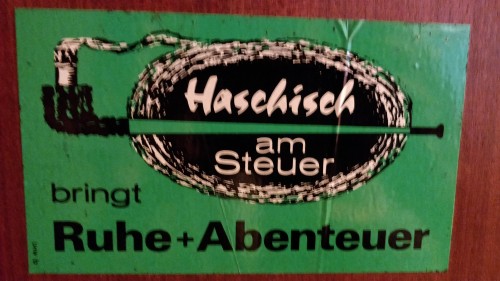 Haschisch
am
Steuer
bringt
Ruhe+Abenteuer